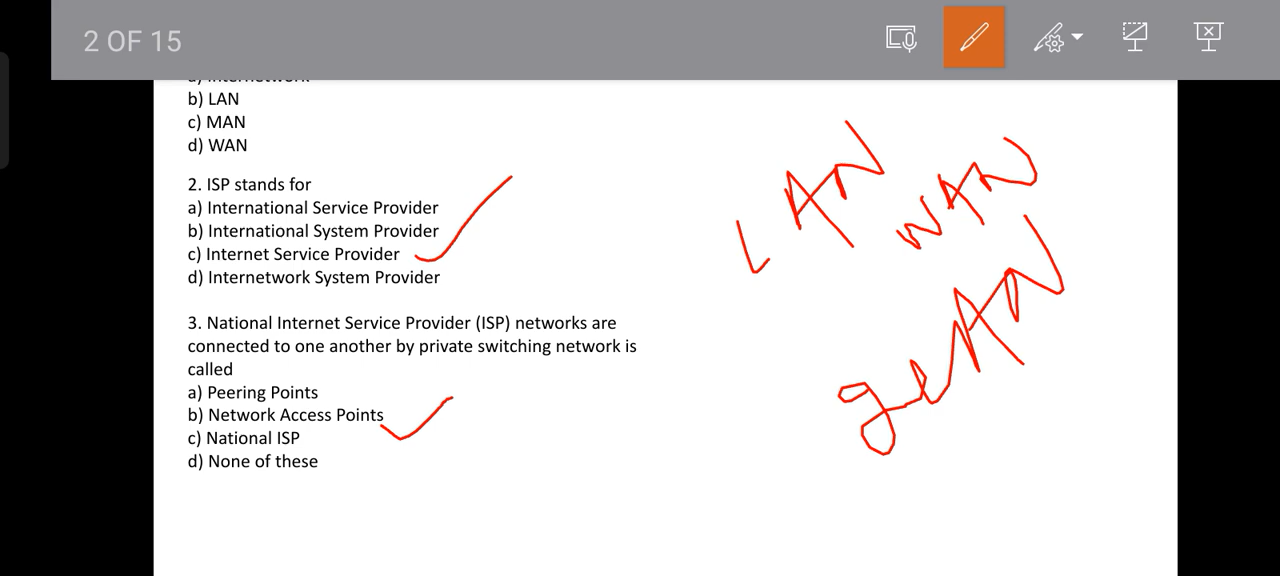 2 OF 15
a) Internetwork
b) LAN
c) MAN
d) WAN
2. ISP stands for
a) International Service Provider
b) International System Provider
c) Internet Service Provider
d) Internetwork System Provider
3. National Internet Service Provider (ISP) networks are
connected to one another by private switching network is
called
a) Peering Points
b) Network Access Points
c) National ISP
d) None of these
LAN
WAN